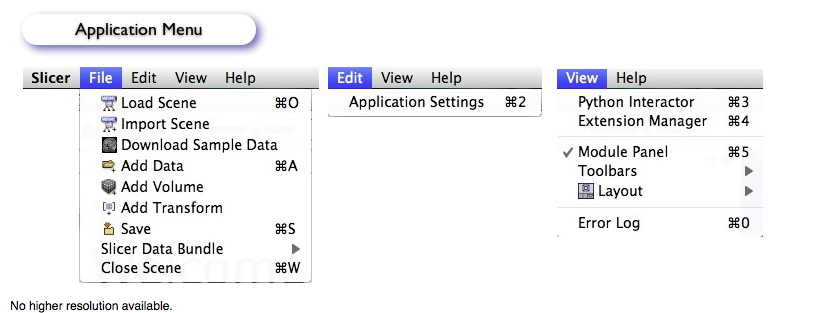 Application Menu
Slicer File Edit View Help
Load Scene ⌘O
Import Scene
Download Sample Data
Add Data ⌘A
Add Volume
Add Transform
Save ⌘S
Slicer Data Bundle
Close Scene ⌘W
Edit View Help
Application Settings ⌘2
View Help
Python Interactor ⌘3
Extension Manager ⌘4
Module Panel ⌘5
Toolbars
Layout
Error Log ⌘0
No higher resolution available.